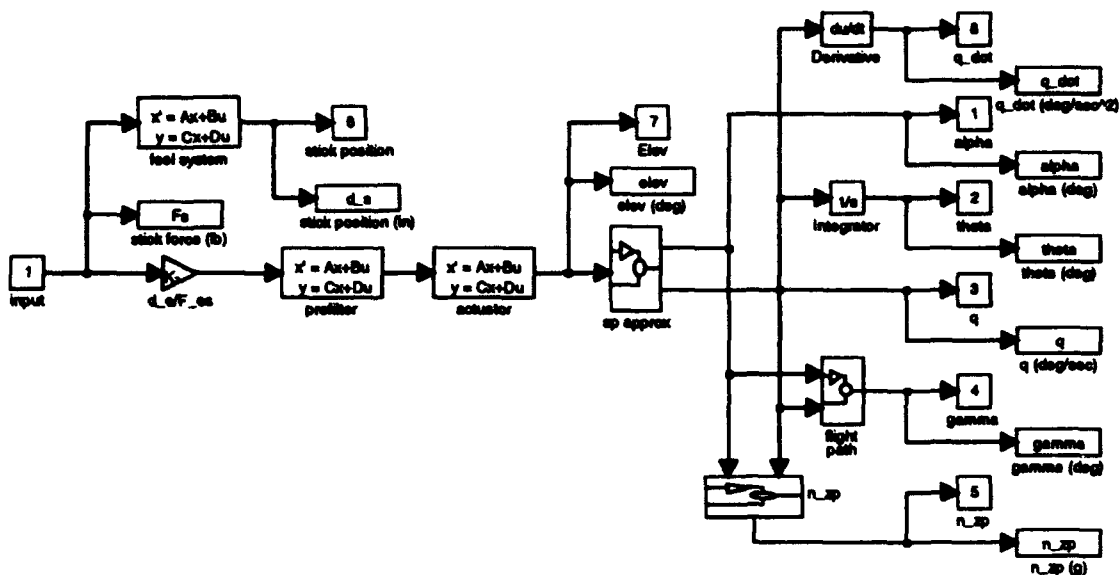 du/dt
Derivative
8
q_dot
q_dot
q_dot (deg/sec^2)
x' = Ax+Bu
y = Cx+Du
feel system
6
stick position
7
Elev
1
alpha
alpha
alpha (deg)
d_s
stick position (in)
elev
elev (deg)
1/s
Integrator
2
theta
theta
theta (deg)
Fs
stick force (lb)
1
input
d_e/F_es
x' = Ax+Bu
y = Cx+Du
prefilter
x' = Ax+Bu
y = Cx+Du
actuator
sp approx
3
q
q
q (deg/sec)
flight
path
4
gamma
gamma
gamma (deg)
n_zp
5
n_zp
n_zp
n_zp (g)